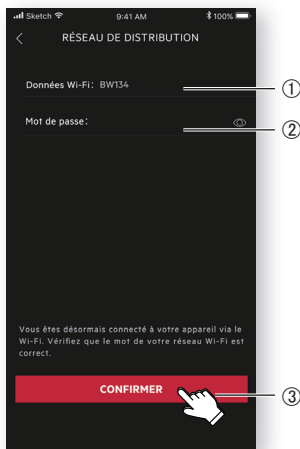 Sketch 9:41 AM 100%
RÉSEAU DE DISTRIBUTION
Données Wi-Fi: BW134
①
Mot de passe:
②
Vous êtes désormais connecté à votre appareil via le
Wi-Fi. Vérifiez que le mot de votre réseau Wi-Fi est
correct.
CONFIRMER
③